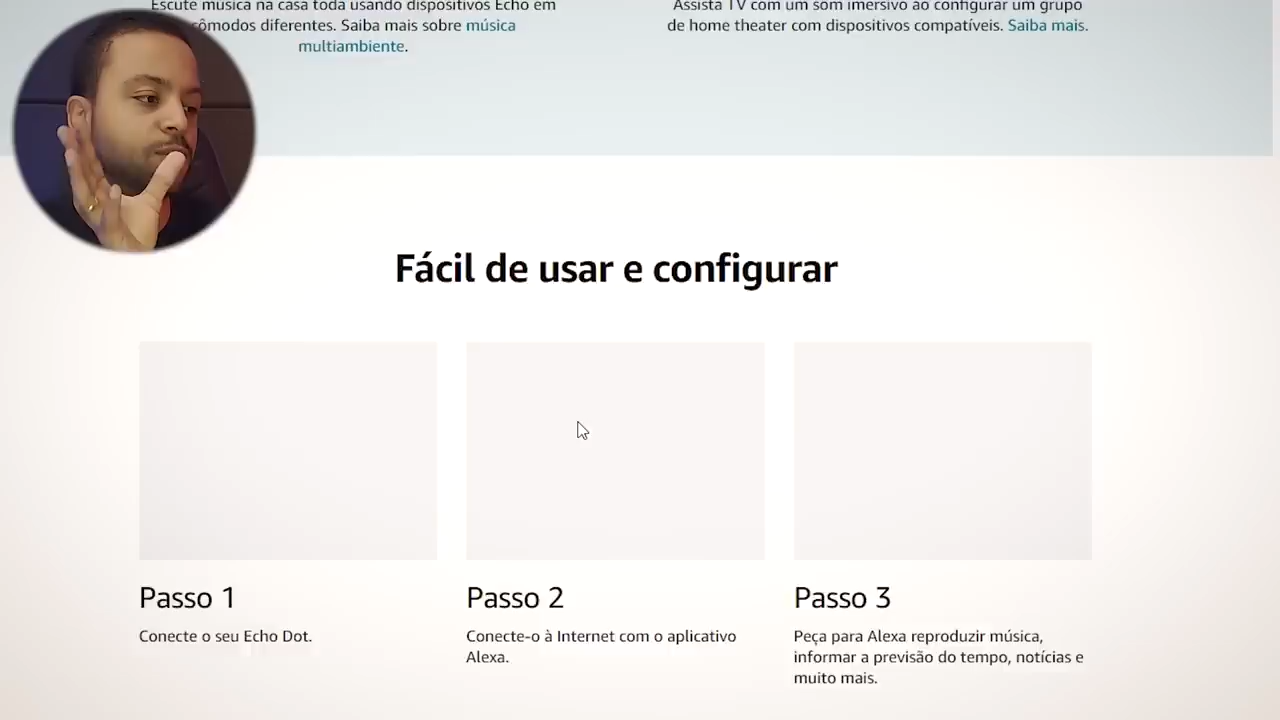 Escute música na casa toda usando dispositivos Echo em
cômodos diferentes. Saiba mais sobre música
multiambiente.
Assista TV com um som imersivo ao configurar um grupo
de home theater com dispositivos compatíveis. Saiba mais.
Fácil de usar e configurar
Passo 1
Conecte o seu Echo Dot.
Passo 2
Conecte-o à Internet com o aplicativo
Alexa.
Passo 3
Peça para Alexa reproduzir música,
informar a previsão do tempo, notícias e
muito mais.